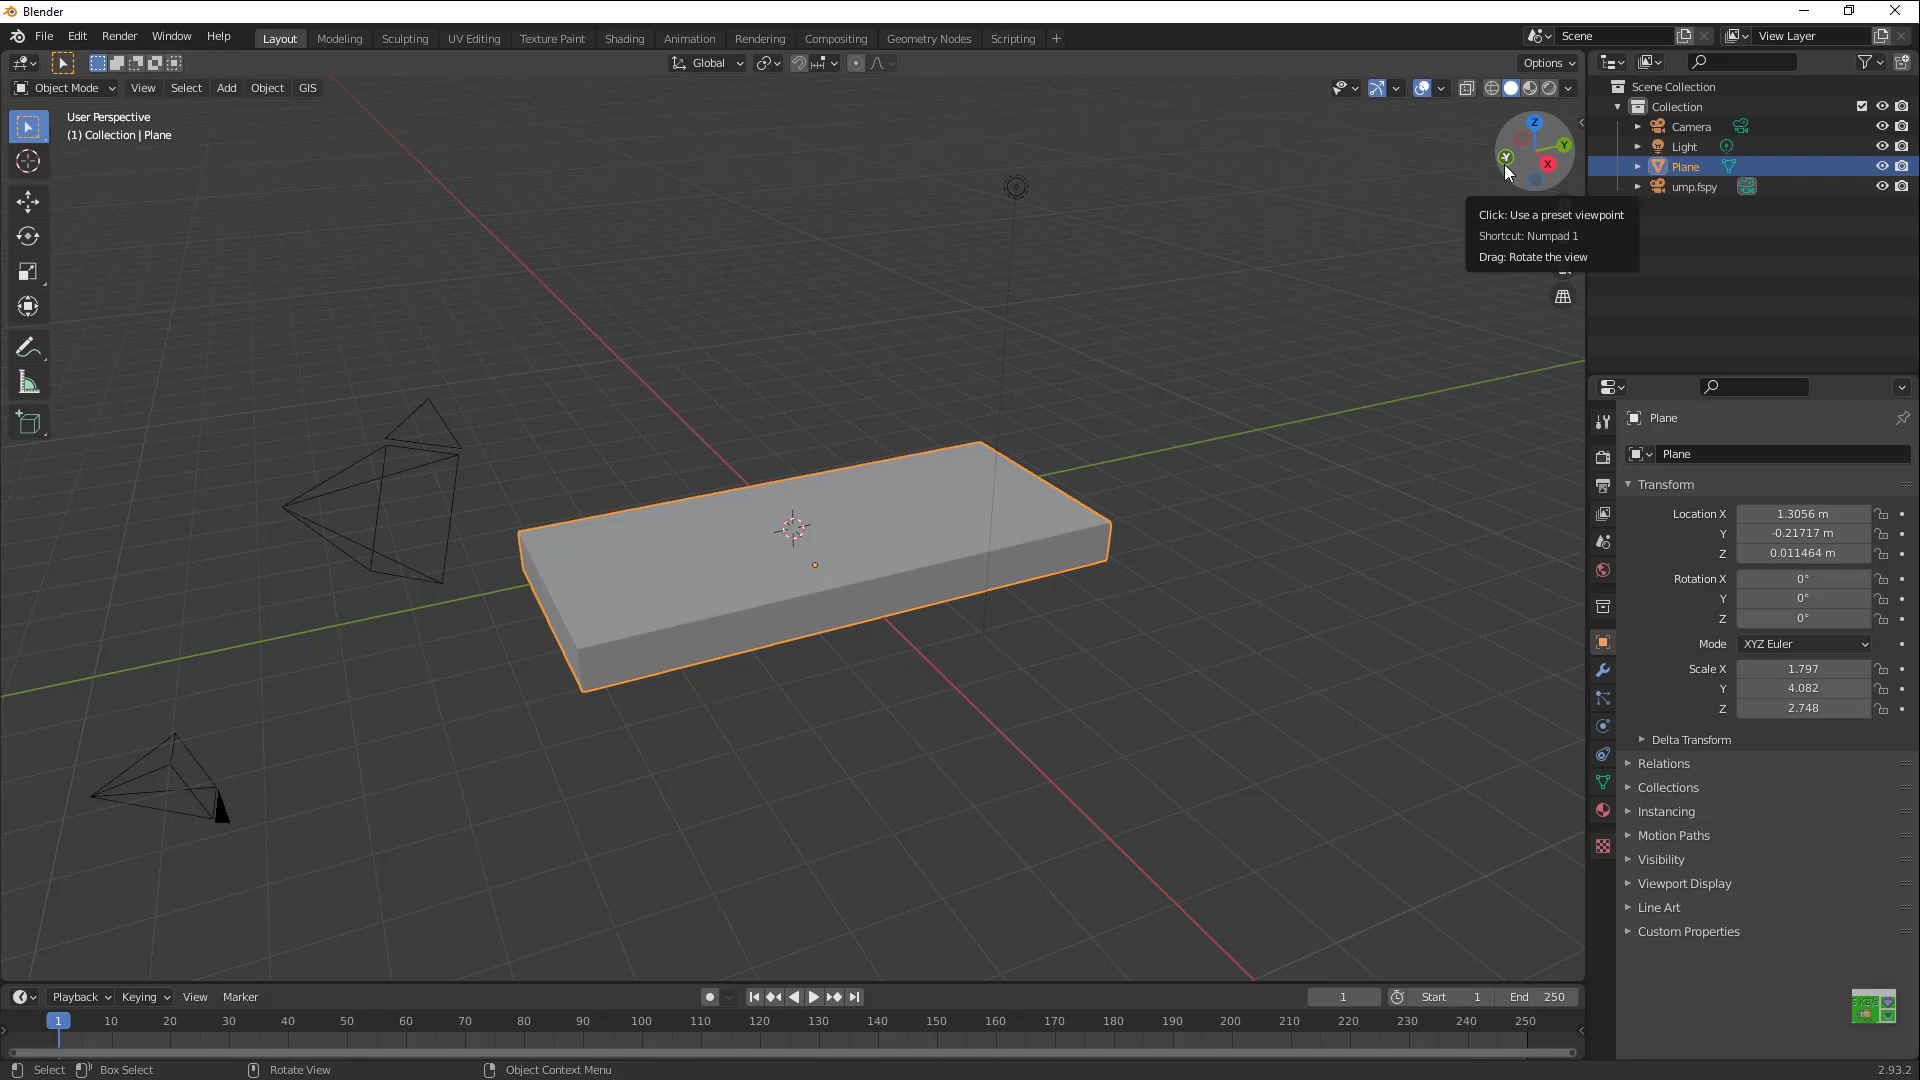 Blender
File Edit Render Window Help
Layout Modeling Sculpting UV Editing Texture Paint Shading Animation Rendering Compositing Geometry Nodes Scripting +
Scene
View Layer
Global
Options
Object Mode View Select Add Object GIS
User Perspective
(1) Collection | Plane
Z
Y
-Y
X
Click: Use a preset viewpoint
Shortcut: Numpad 1
Drag: Rotate the view
Scene Collection
Collection
Camera
Light
Plane
ump.fspy
Plane
Plane
Transform
Location X 1.3056 m
Y -0.21717 m
Z 0.011464 m
Rotation X 0°
Y 0°
Z 0°
Mode XYZ Euler
Scale X 1.797
Y 4.082
Z 2.748
Delta Transform
Relations
Collections
Instancing
Motion Paths
Visibility
Viewport Display
Line Art
Custom Properties
Playback Keying View Marker
1 Start 1 End 250
1 10 20 30 40 50 60 70 80 90 100 110 120 130 140 150 160 170 180 190 200 210 220 230 240 250
Select Box Select Rotate View Object Context Menu
2.93.2